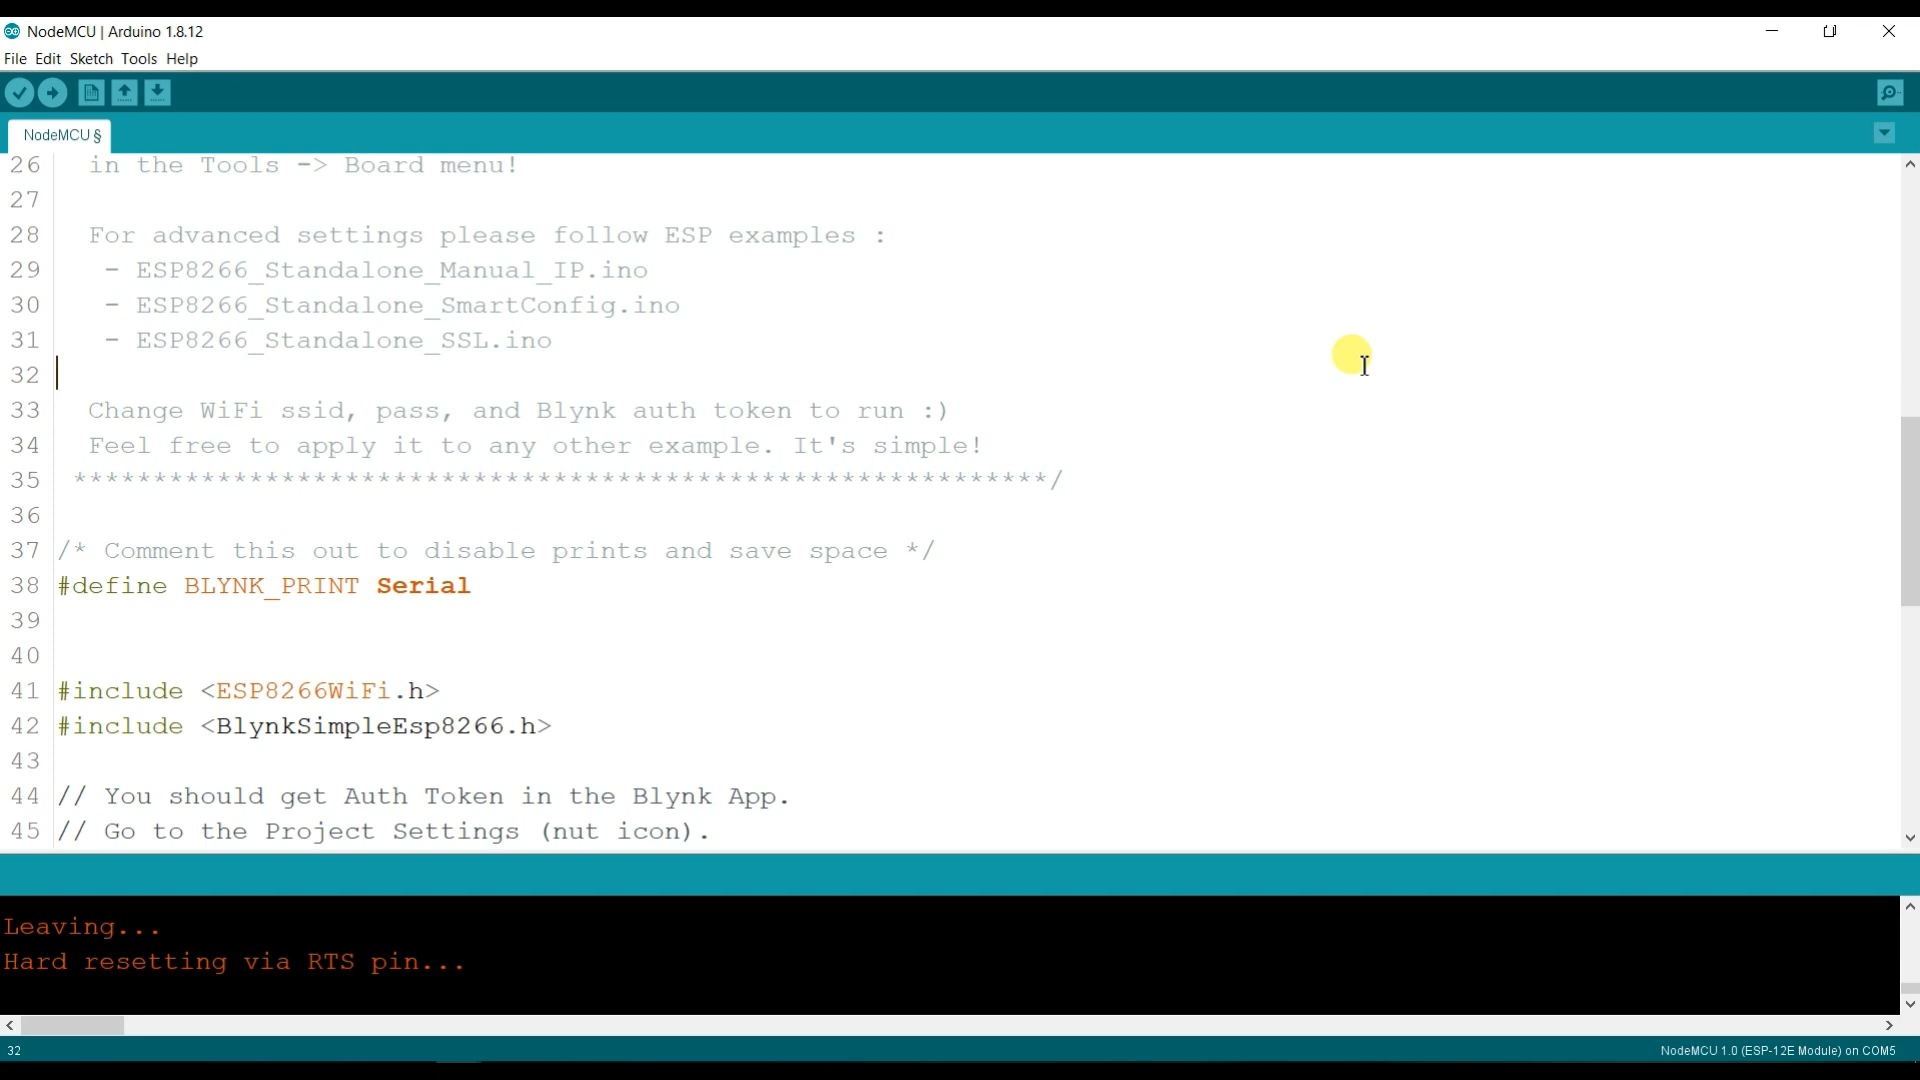 NodeMCU | Arduino 1.8.12
File Edit Sketch Tools Help
NodeMCU §
26 in the Tools -> Board menu!
27
28 For advanced settings please follow ESP examples :
29 - ESP8266_Standalone_Manual_IP.ino
30 - ESP8266_Standalone_SmartConfig.ino
31 - ESP8266_Standalone_SSL.ino
32
33 Change WiFi ssid, pass, and Blynk auth token to run :)
34 Feel free to apply it to any other example. It's simple!
35 *************************************************************/
36
37 /* Comment this out to disable prints and save space */
38 #define BLYNK_PRINT Serial
39
40
41 #include <ESP8266WiFi.h>
42 #include <BlynkSimpleEsp8266.h>
43
44 // You should get Auth Token in the Blynk App.
45 // Go to the Project Settings (nut icon).
Leaving...
Hard resetting via RTS pin...
32 NodeMCU 1.0 (ESP-12E Module) on COM5